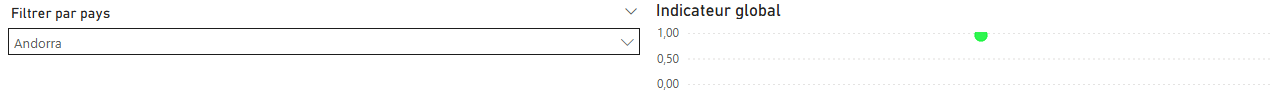 Filtrer par pays
Andorra
Indicateur global
1,00
0,50
0,00